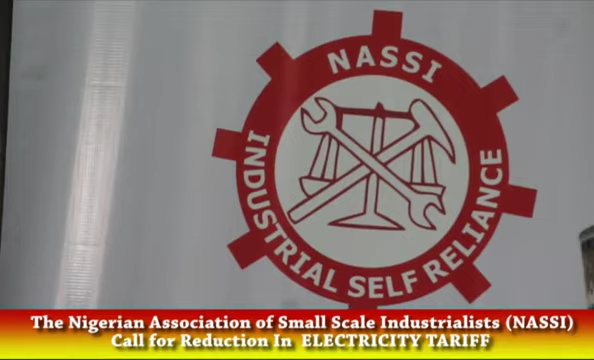 NASSI
INDUSTRIAL SELF RELIANCE
The Nigerian Association of Small Scale Industrialists (NASSI)
Call for Reduction In ELECTRICITY TARIFF